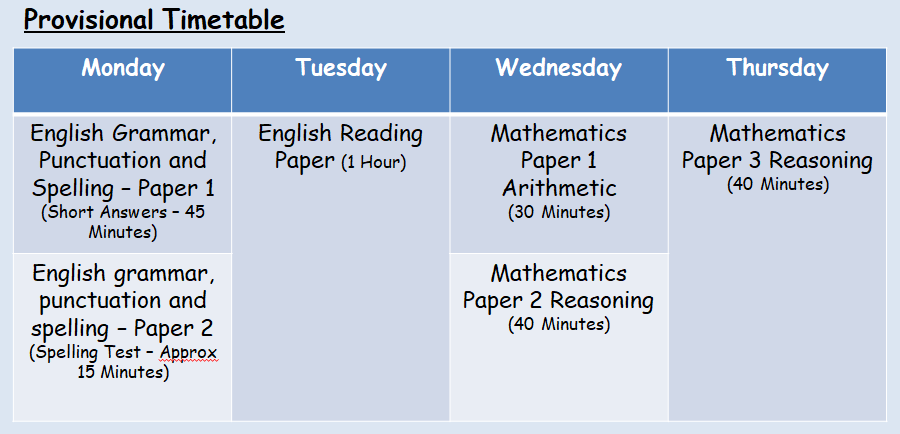 Provisional Timetable
Monday
Tuesday
Wednesday
Thursday
English Grammar,
Punctuation and
Spelling – Paper 1
(Short Answers – 45
Minutes)
English Reading
Paper (1 Hour)
Mathematics
Paper 1
Arithmetic
(30 Minutes)
Mathematics
Paper 3 Reasoning
(40 Minutes)
English grammar,
punctuation and
spelling – Paper 2
(Spelling Test – Approx
15 Minutes)
Mathematics
Paper 2 Reasoning
(40 Minutes)